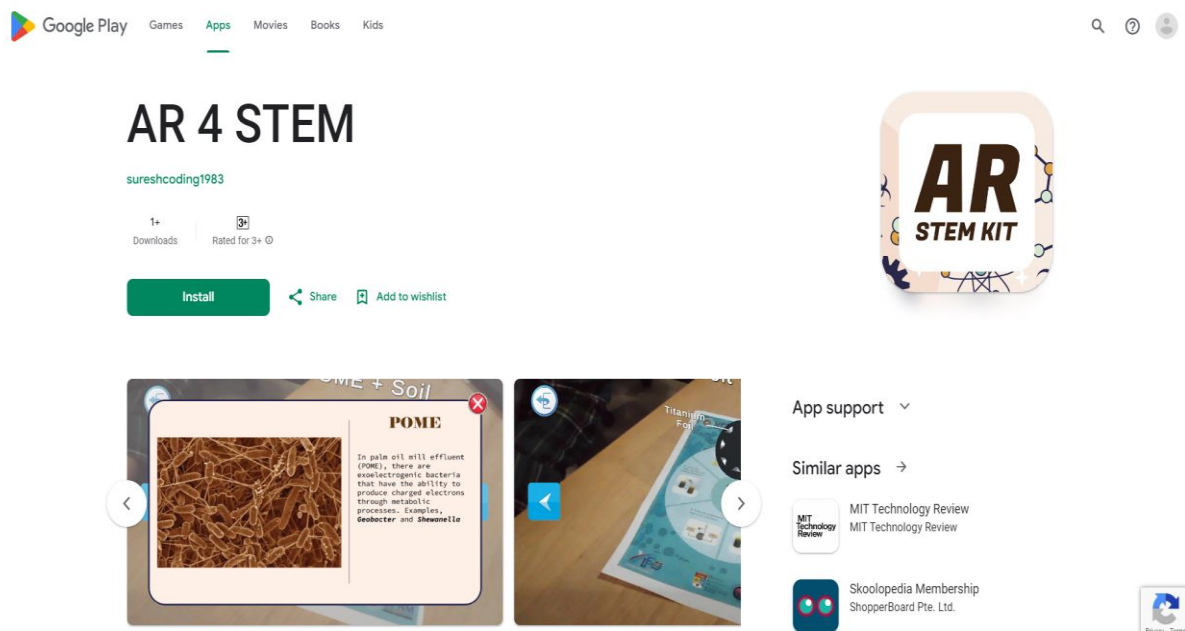 Google Play
Games
Apps
Movies
Books
Kids
AR 4 STEM
sureshcoding1983
1+
Downloads
3+
Rated for 3+
Install
Share
Add to wishlist
AR
STEM KIT
+ Soil
POME
In palm oil mill effluent
(POME), there are
exoelectrogenic bacteria
that have the ability to
produce charged electrons
through metabolic
processes. Examples,
Geobacter and Shewanella
Titanium
Foil
App support
Similar apps
MIT
Technology
Review
MIT Technology Review
MIT Technology Review
Skoolopedia Membership
ShopperBoard Pte. Ltd.